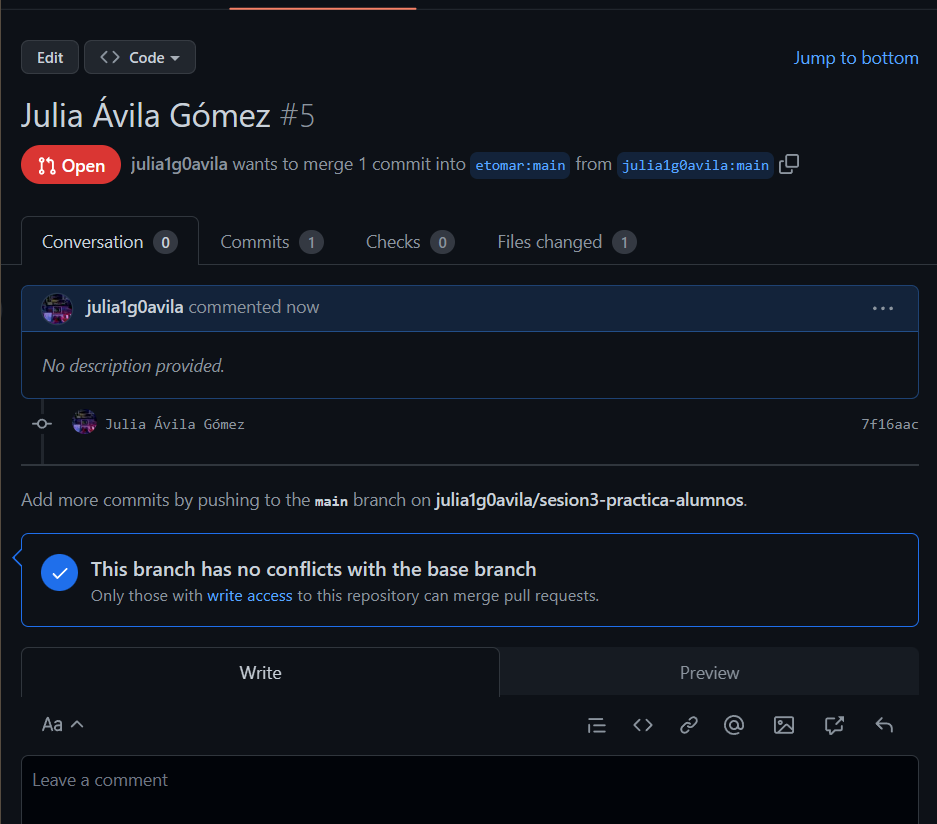 Edit
Code
Jump to bottom
Julia Ávila Gómez #5
Open
julia1g0avila wants to merge 1 commit into etomar:main from julia1g0avila:main
Conversation 0
Commits 1
Checks 0
Files changed 1
julia1g0avila commented now
No description provided.
Julia Ávila Gómez
7f16aac
Add more commits by pushing to the main branch on julia1g0avila/sesion3-practica-alumnos.
This branch has no conflicts with the base branch
Only those with write access to this repository can merge pull requests.
Write
Preview
Aa
Leave a comment